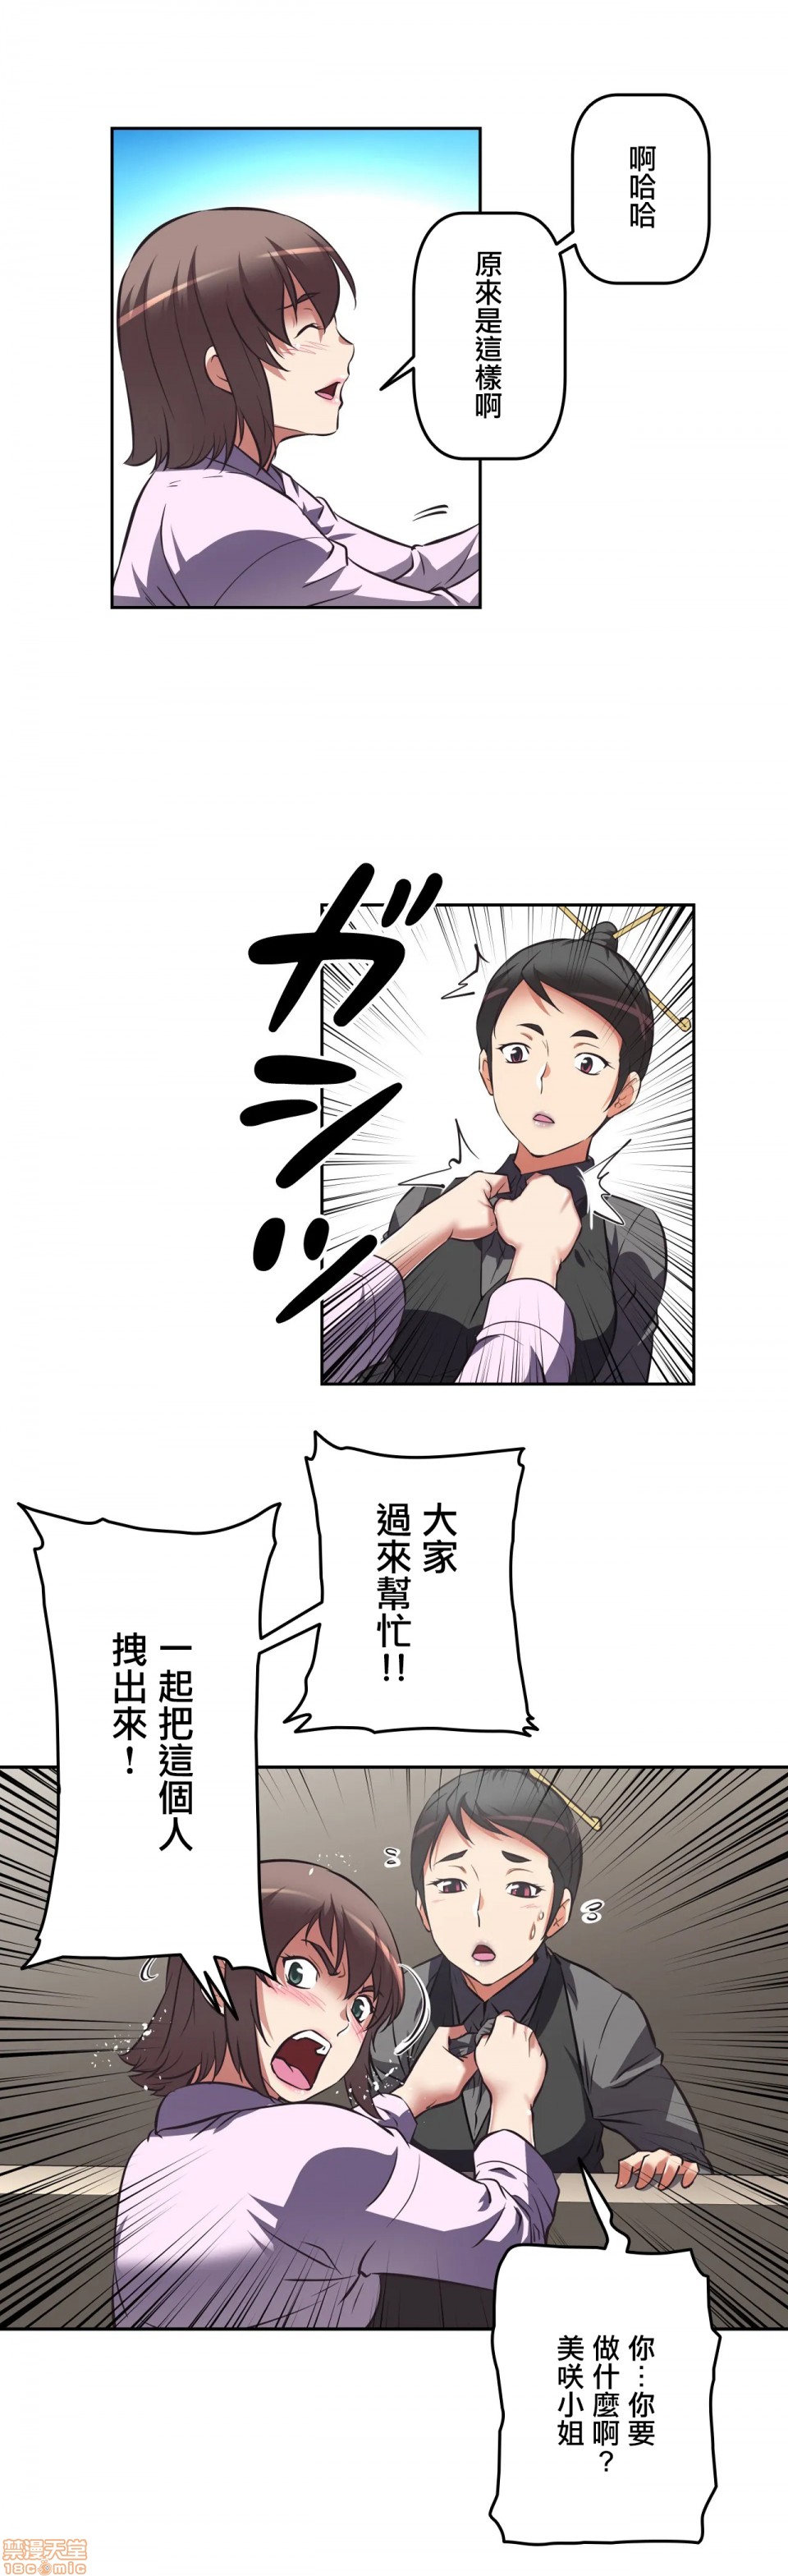 啊哈哈
原來是這樣啊
ガシッ
大家
過來幫忙!!
一起把這個人
拽出來！
你…你要
做什麼啊？
美咲小姐
禁漫天堂
18comic